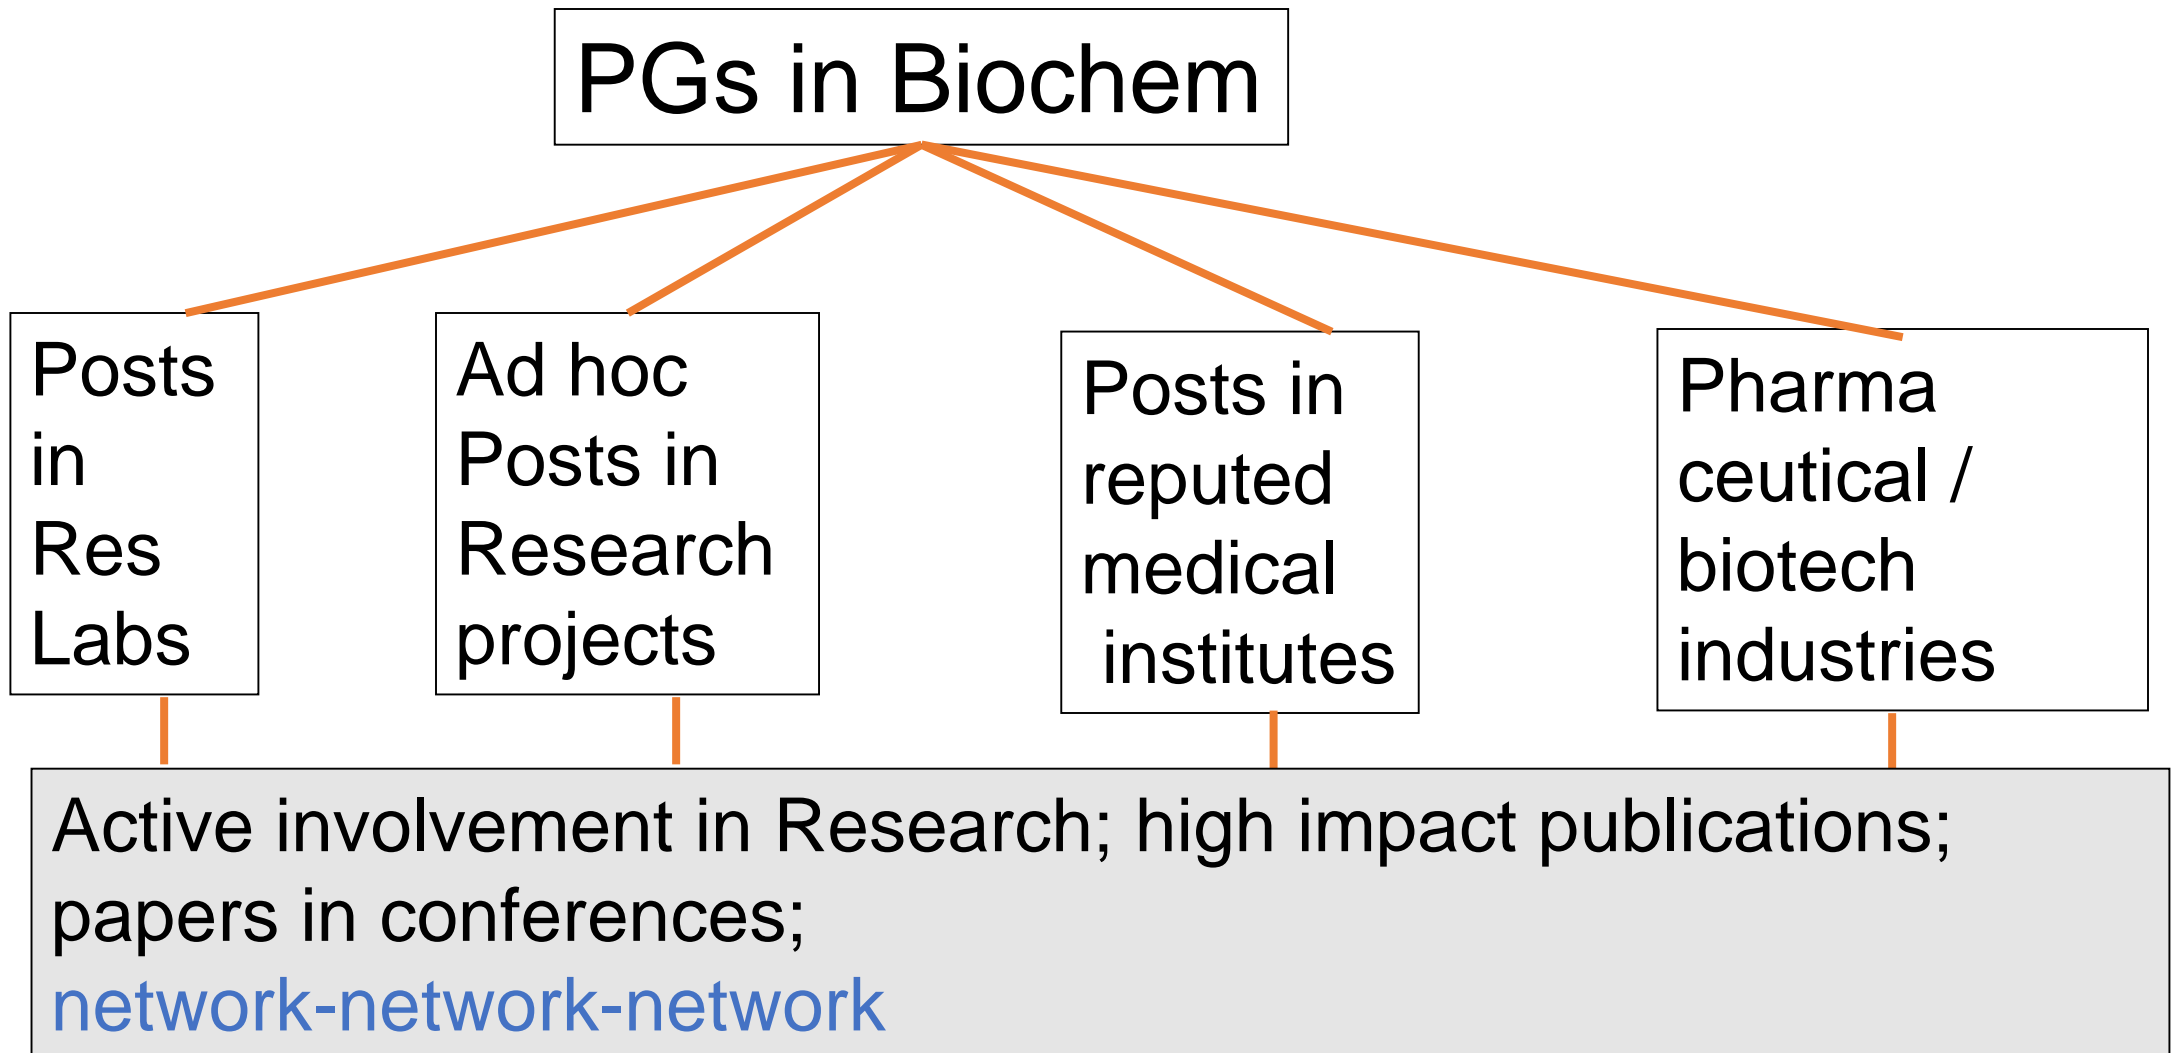 PGs in Biochem
Posts
in
Res
Labs
Ad hoc
Posts in
Research
projects
Posts in
reputed
medical
institutes
Pharma
ceutical /
biotech
industries
Active involvement in Research; high impact publications;
papers in conferences;
network-network-network